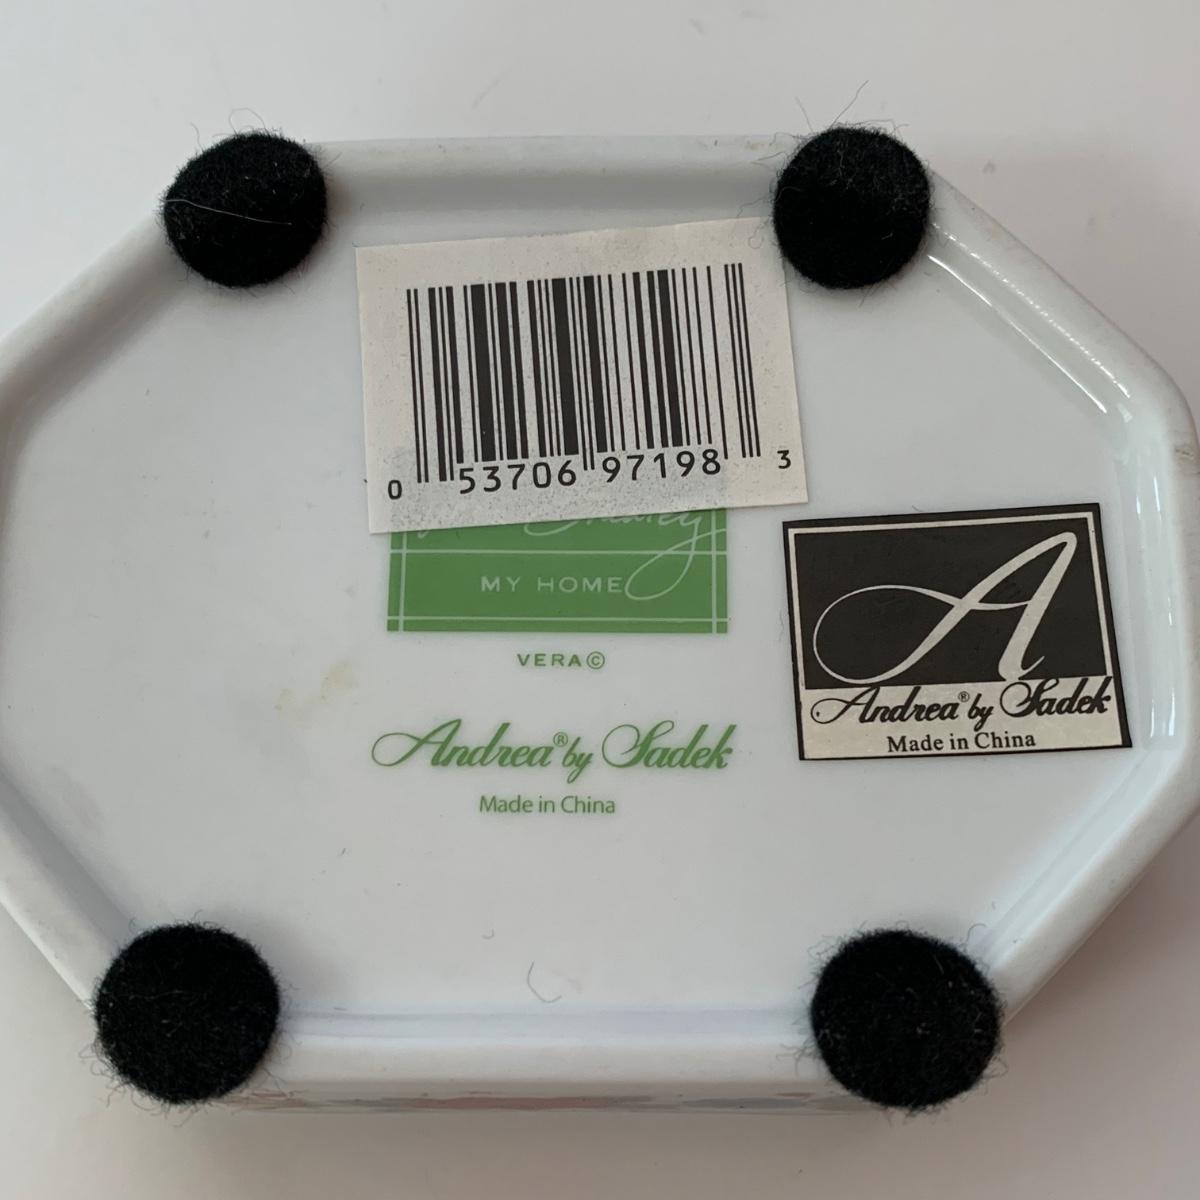 0 53706 97198 3
MY HOME
VERA©
Andrea® by Sadek
Made in China
A
Andrea® by Sadek
Made in China